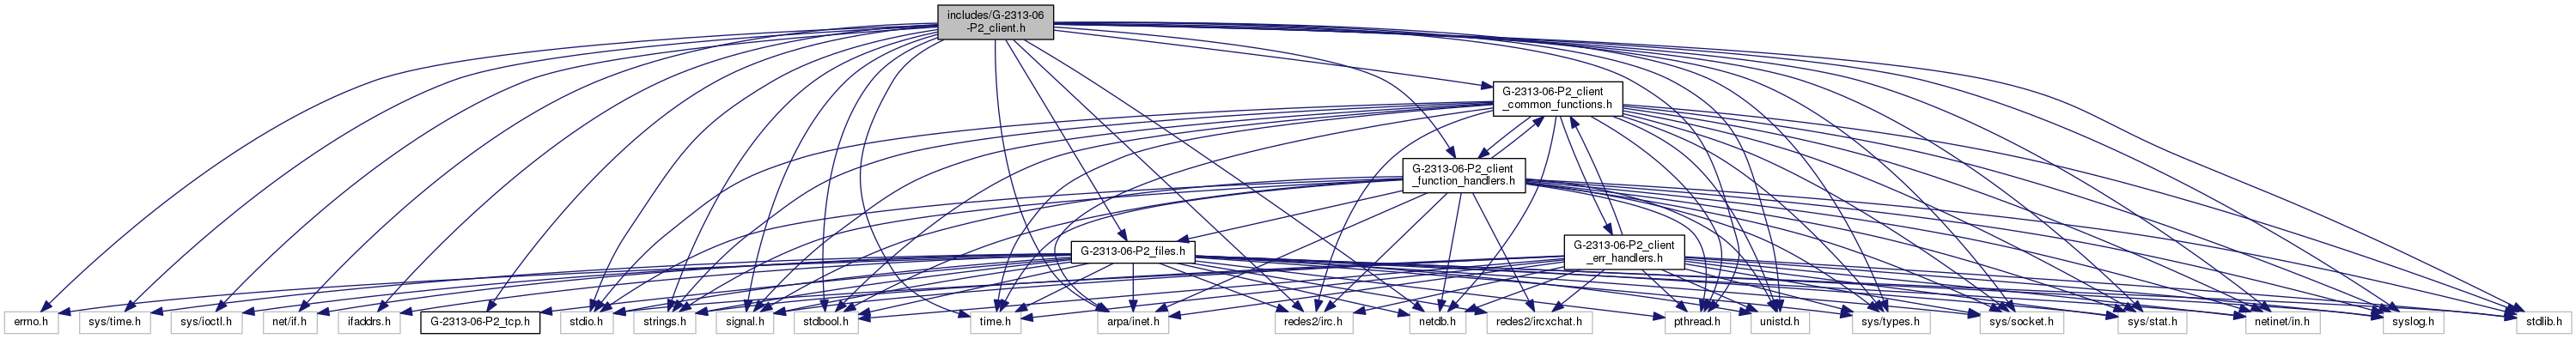 includes/G-2313-06
-P2_client.h
G-2313-06-P2_client
_common_functions.h
G-2313-06-P2_client
_function_handlers.h
G-2313-06-P2_files.h
G-2313-06-P2_client
_err_handlers.h
errno.h
sys/time.h
sys/ioctl.h
net/if.h
ifaddrs.h
G-2313-06-P2_tcp.h
stdio.h
strings.h
signal.h
stdbool.h
time.h
arpa/inet.h
redes2/irc.h
netdb.h
redes2/ircxchat.h
pthread.h
unistd.h
sys/types.h
sys/socket.h
sys/stat.h
netinet/in.h
syslog.h
stdlib.h